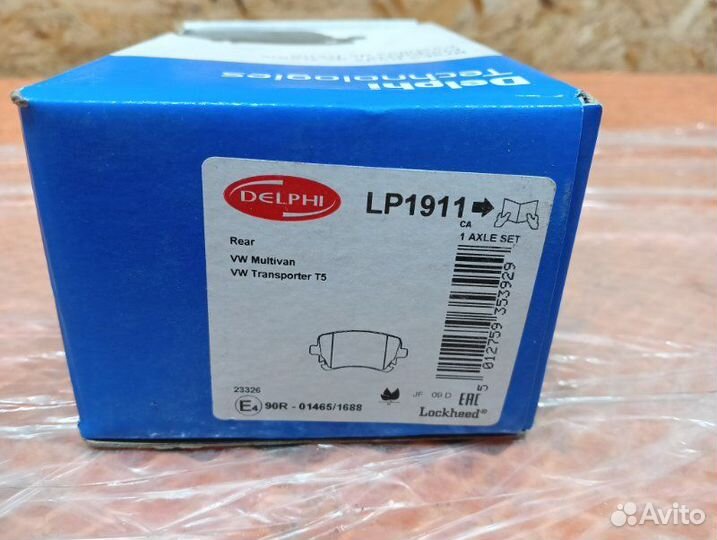 Delphi
Technologies
DELPHI
LP1911
CA
1 AXLE SET
Rear
VW Multivan
VW Transporter T5
5 012759 353929
23326
E4 90R - 01465/1688
JF 09 D
EAC
Lockheed®
Avito